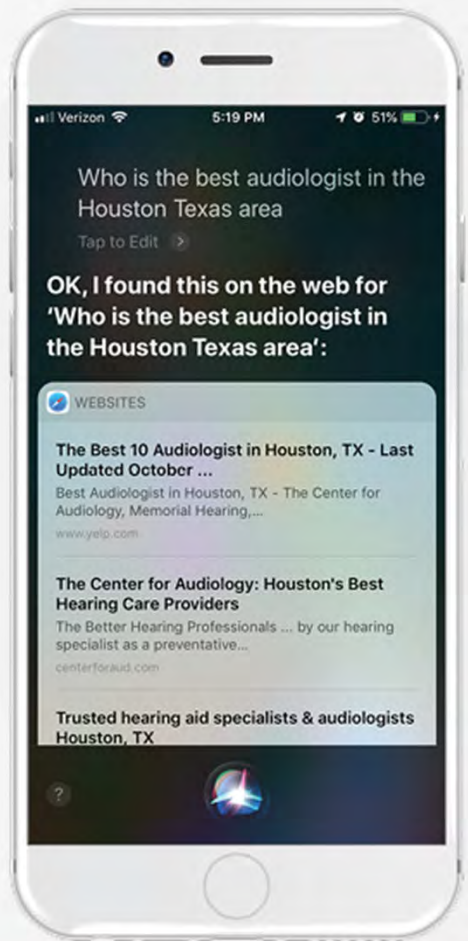 Verizon 5:19 PM 51%
Who is the best audiologist in the
Houston Texas area
Tap to Edit
OK, I found this on the web for
‘Who is the best audiologist in
the Houston Texas area’:
WEBSITES
The Best 10 Audiologist in Houston, TX - Last
Updated October ...
Best Audiologist in Houston, TX - The Center for
Audiology, Memorial Hearing,...
www.yelp.com
The Center for Audiology: Houston's Best
Hearing Care Providers
The Better Hearing Professionals ... by our hearing
specialist as a preventative...
centerforaud.com
Trusted hearing aid specialists & audiologists
Houston, TX
?